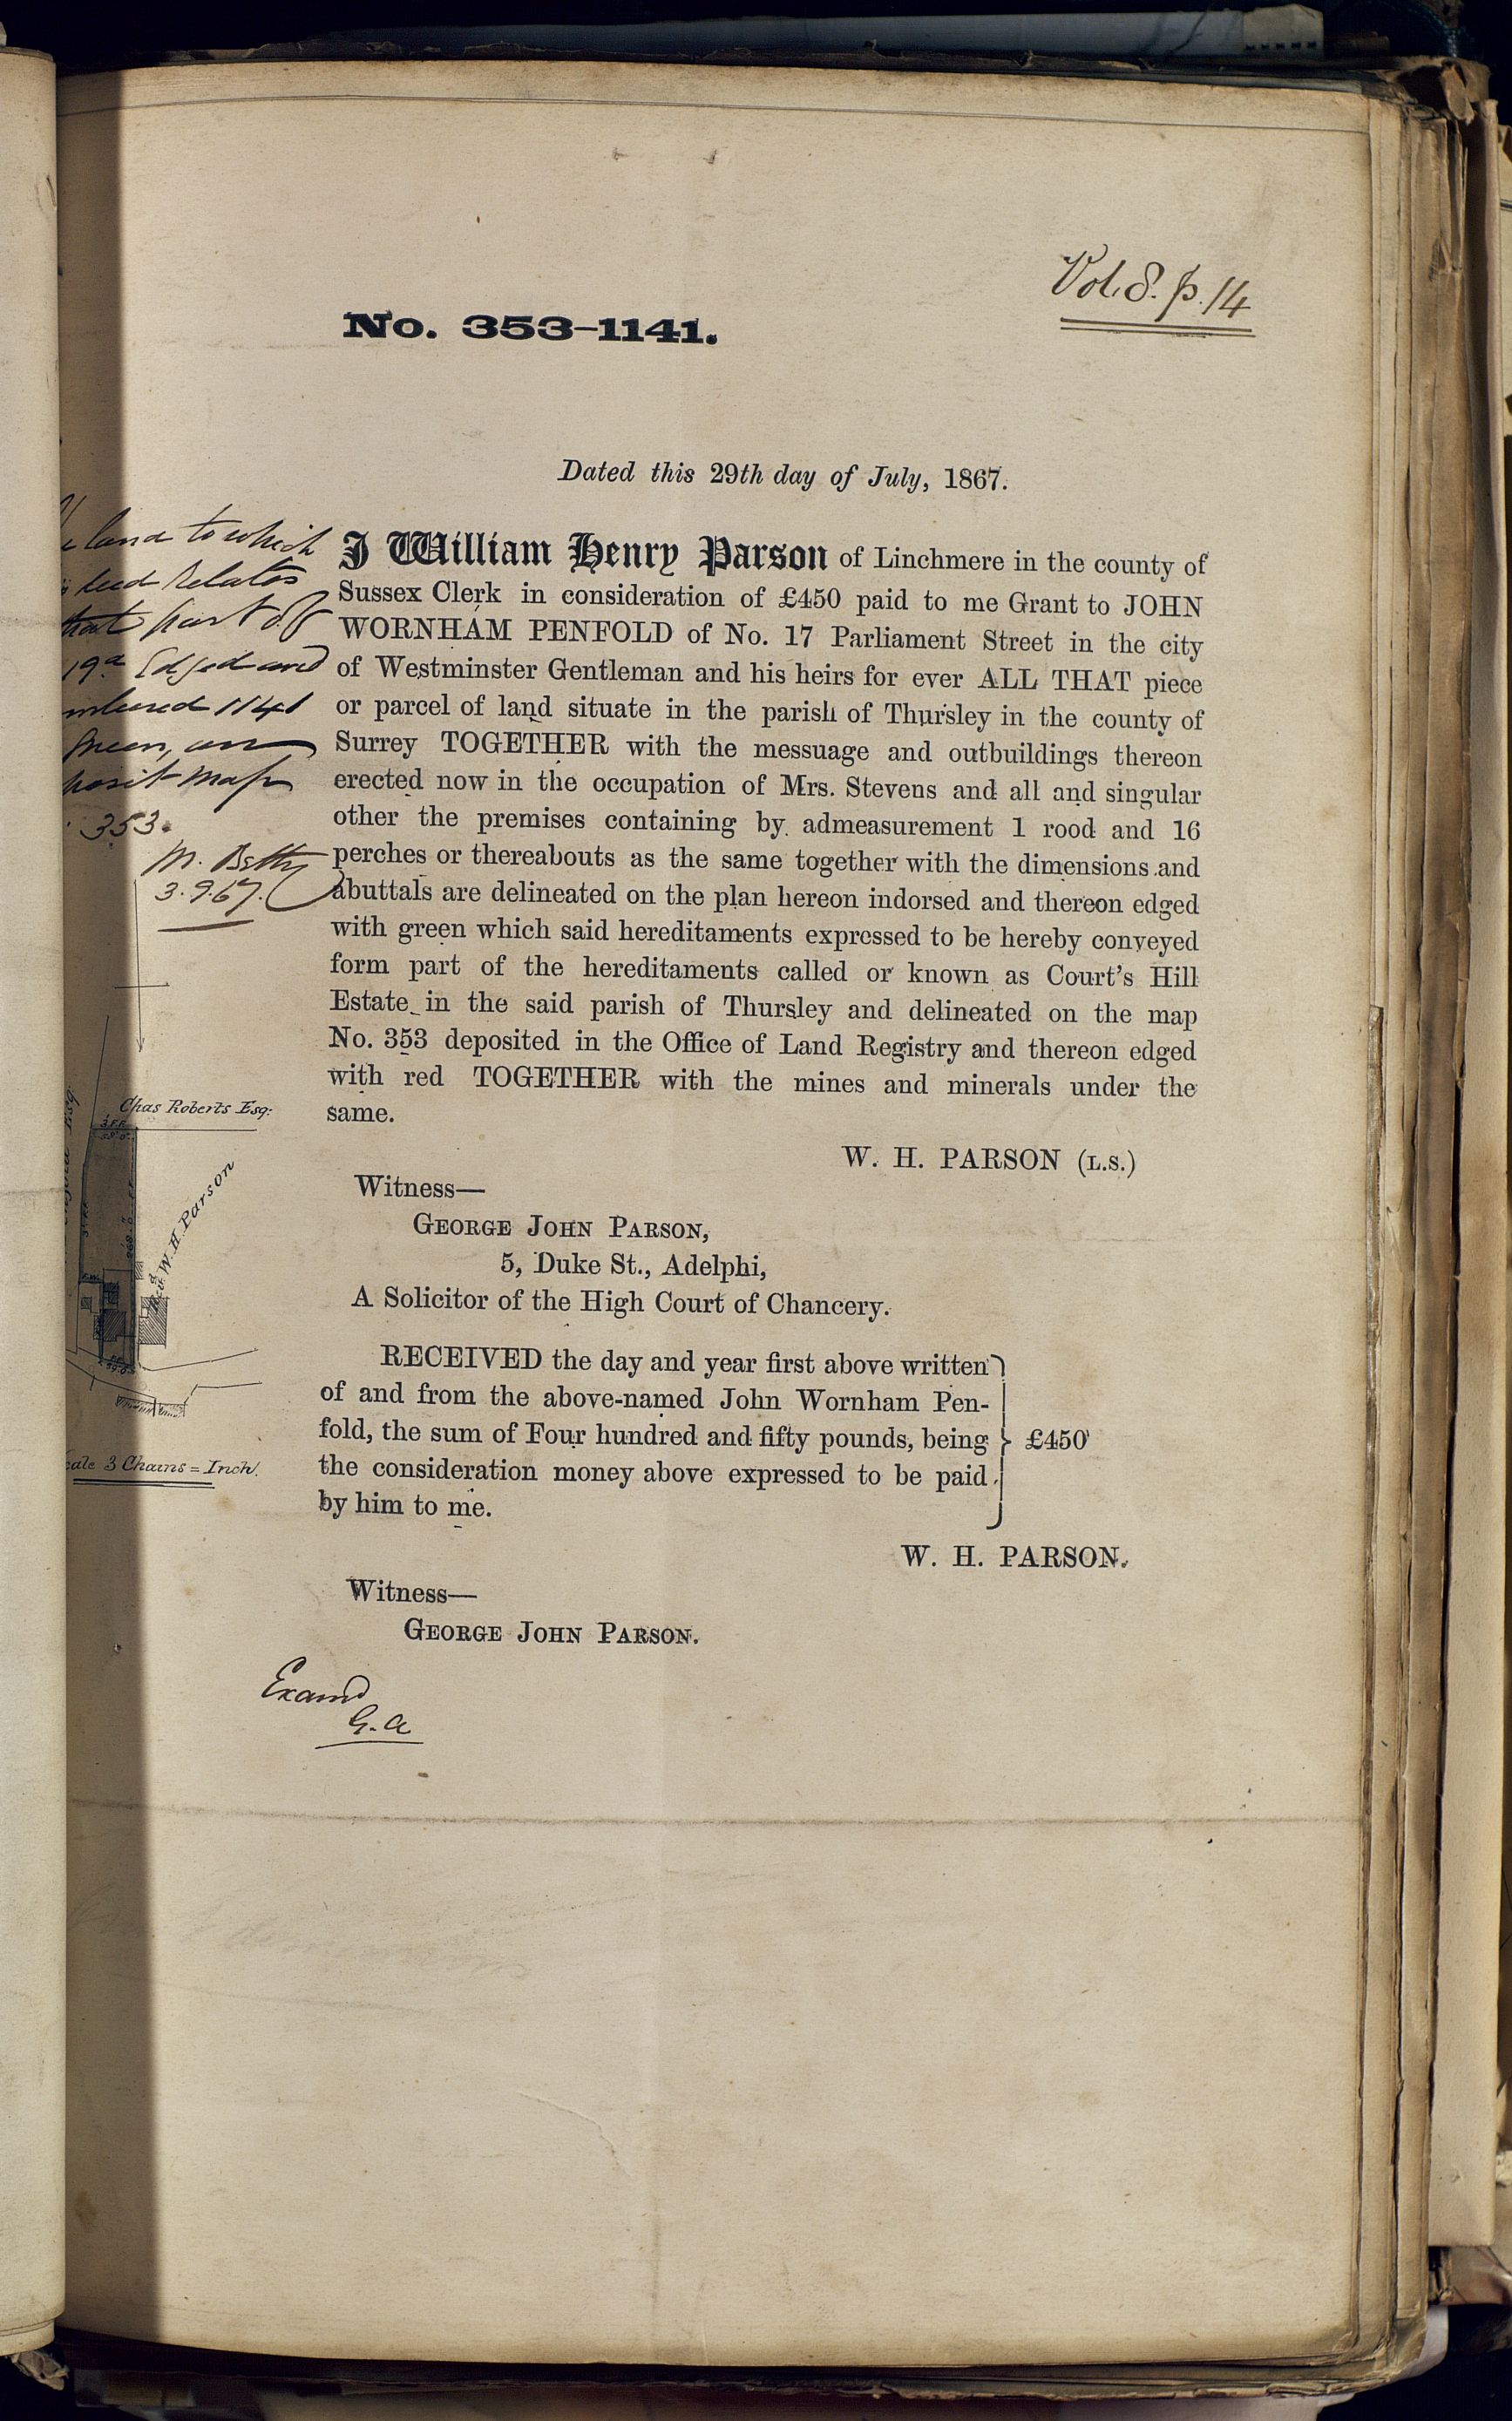 Vol. 8. p. 14
No. 353-1141.
Dated this 29th day of July, 1867.
land to which
deed relates
that part of
19a Edged and
numbered 1141
green, on
posit map
353.
M. Betts
3.9.67.
I William Henry Parson of Linchmere in the county of
Sussex Clerk in consideration of £450 paid to me Grant to JOHN
WORNHAM PENFOLD of No. 17 Parliament Street in the city
of Westminster Gentleman and his heirs for ever ALL THAT piece
or parcel of land situate in the parish of Thursley in the county of
Surrey TOGETHER with the messuage and outbuildings thereon
erected now in the occupation of Mrs. Stevens and all and singular
other the premises containing by admeasurement 1 rood and 16
perches or thereabouts as the same together with the dimensions and
abuttals are delineated on the plan hereon indorsed and thereon edged
with green which said hereditaments expressed to be hereby conveyed
form part of the hereditaments called or known as Court's Hill
Estate in the said parish of Thursley and delineated on the map
No. 353 deposited in the Office of Land Registry and thereon edged
with red TOGETHER with the mines and minerals under the
same.
W. H. PARSON (L.S.)
Chas Roberts Esq:
Revd. W. H. Parson
cale 3 Chains = Inch.
Witness—
GEORGE JOHN PARSON,
5, Duke St., Adelphi,
A Solicitor of the High Court of Chancery.
RECEIVED the day and year first above written
of and from the above-named John Wornham Pen-
fold, the sum of Four hundred and fifty pounds, being
the consideration money above expressed to be paid
by him to me.
£450
W. H. PARSON.
Witness—
GEORGE JOHN PARSON.
Examd
G. A